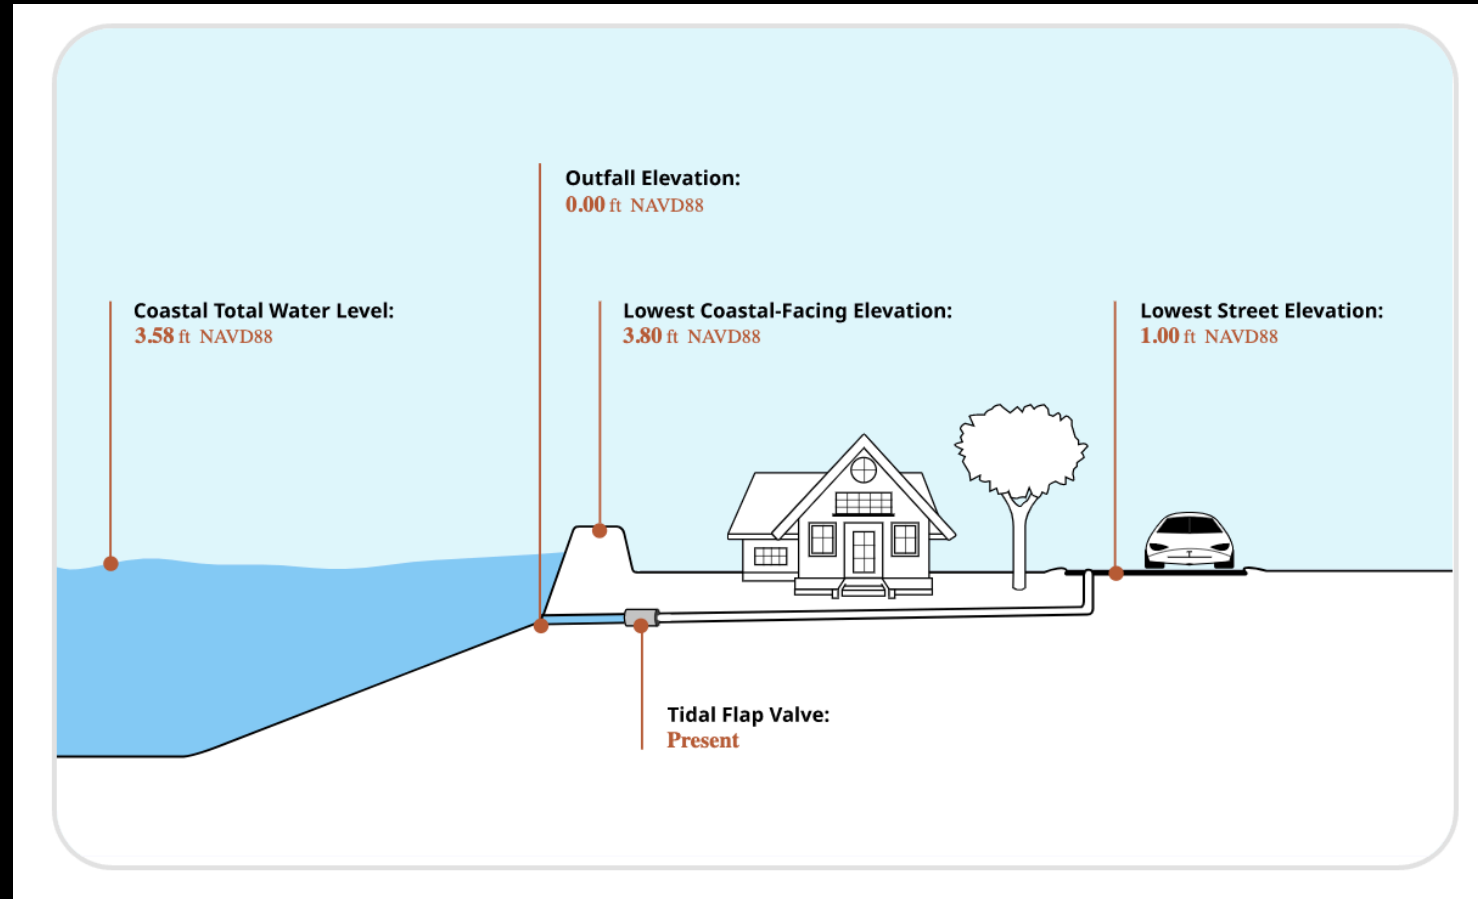 Outfall Elevation:
0.00 ft NAVD88
Coastal Total Water Level:
3.58 ft NAVD88
Lowest Coastal-Facing Elevation:
3.80 ft NAVD88
Lowest Street Elevation:
1.00 ft NAVD88
Tidal Flap Valve:
Present